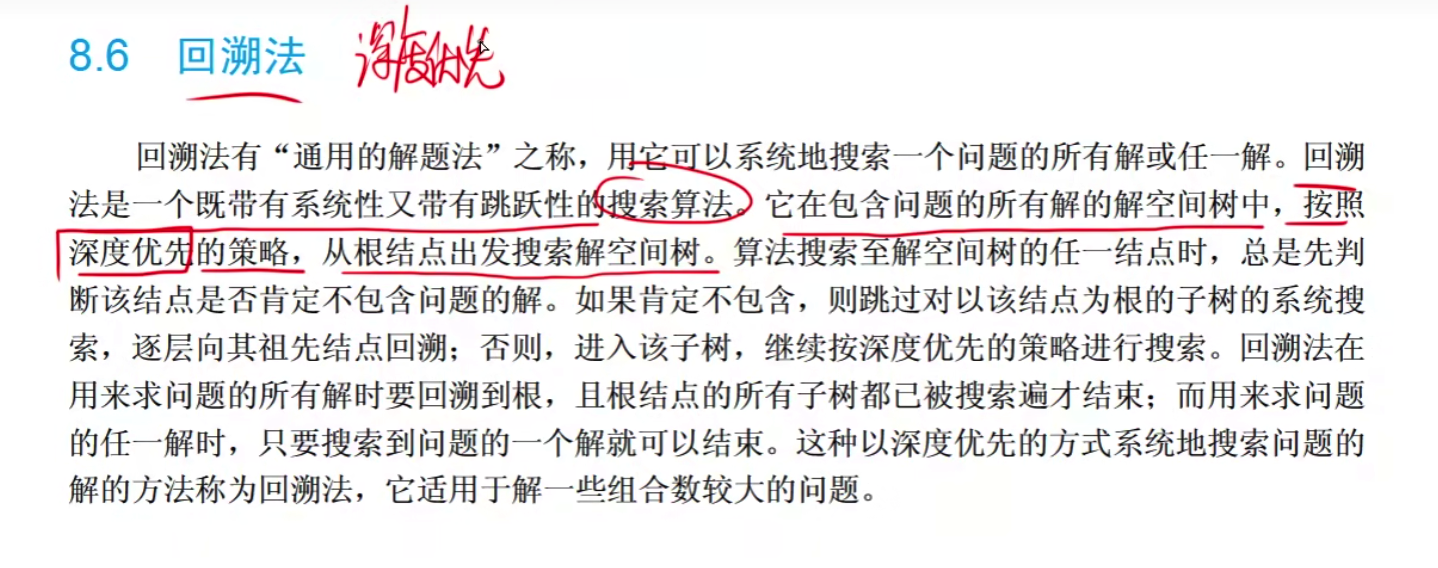 8.6 回溯法 深度优先
回溯法有“通用的解题法”之称，用它可以系统地搜索一个问题的所有解或任一解。回溯
法是一个既带有系统性又带有跳跃性的搜索算法。它在包含问题的所有解的解空间树中，按照
深度优先的策略，从根结点出发搜索解空间树。算法搜索至解空间树的任一结点时，总是先判
断该结点是否肯定不包含问题的解。如果肯定不包含，则跳过对以该结点为根的子树的系统搜
索，逐层向其祖先结点回溯；否则，进入该子树，继续按深度优先的策略进行搜索。回溯法在
用来求问题的所有解时要回溯到根，且根结点的所有子树都已被搜索遍才结束；而用来求问题
的任一解时，只要搜索到问题的一个解就可以结束。这种以深度优先的方式系统地搜索问题的
解的方法称为回溯法，它适用于解一些组合数较大的问题。